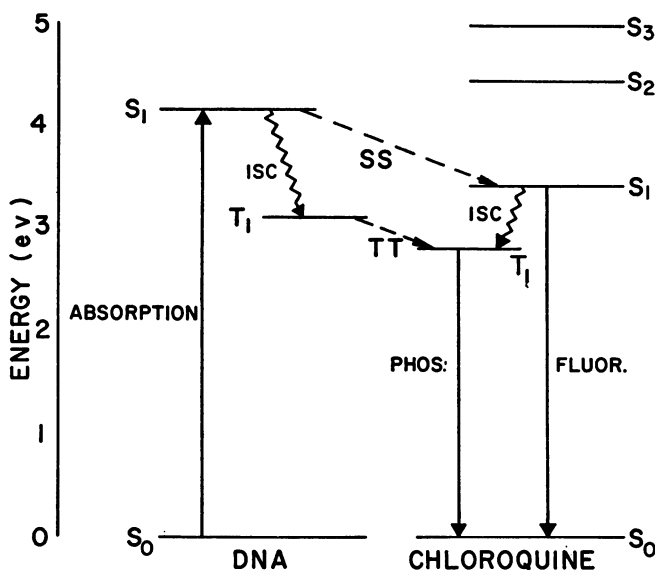 5
S3
S2
S1
4
SS
ISC
S1
ISC
T1
3
TT
T1
ENERGY (ev)
ABSORPTION
2
PHOS:
FLUOR.
1
0
S0
S0
DNA
CHLOROQUINE